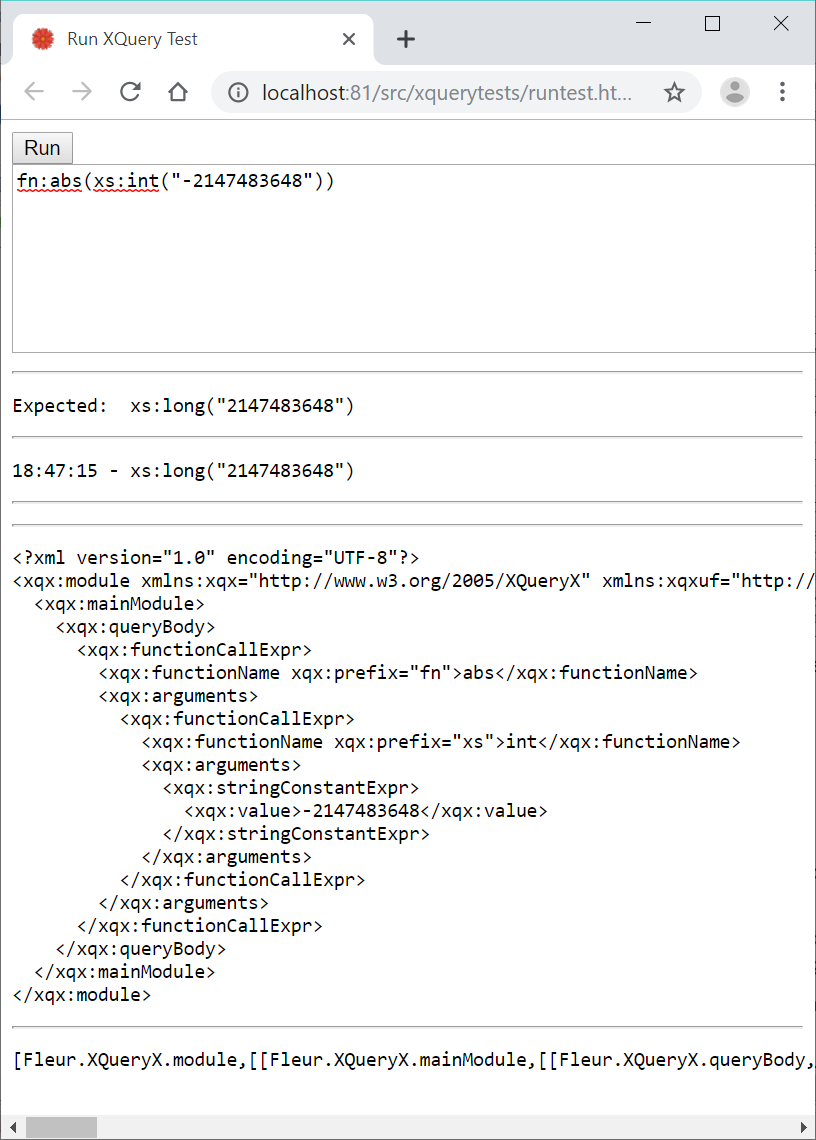 Run XQuery Test
localhost:81/src/xquerytests/runtest.ht...
Run
fn:abs(xs:int("-2147483648"))
Expected:  xs:long("2147483648")
18:47:15 - xs:long("2147483648")
<?xml version="1.0" encoding="UTF-8"?>
<xqx:module xmlns:xqx="http://www.w3.org/2005/XQueryX" xmlns:xqxuf="http://
  <xqx:mainModule>
    <xqx:queryBody>
      <xqx:functionCallExpr>
        <xqx:functionName xqx:prefix="fn">abs</xqx:functionName>
        <xqx:arguments>
          <xqx:functionCallExpr>
            <xqx:functionName xqx:prefix="xs">int</xqx:functionName>
            <xqx:arguments>
              <xqx:stringConstantExpr>
                <xqx:value>-2147483648</xqx:value>
              </xqx:stringConstantExpr>
            </xqx:arguments>
          </xqx:functionCallExpr>
        </xqx:arguments>
      </xqx:functionCallExpr>
    </xqx:queryBody>
  </xqx:mainModule>
</xqx:module>
[Fleur.XQueryX.module,[[Fleur.XQueryX.mainModule,[[Fleur.XQueryX.queryBody,